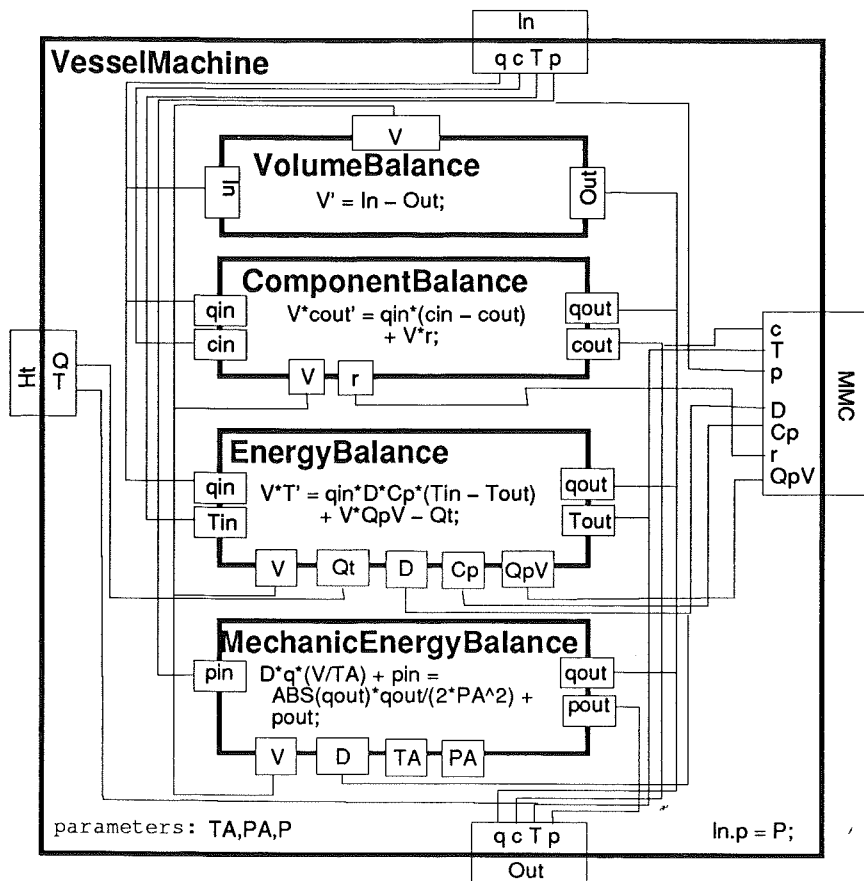 In
q c T p
VesselMachine
V
VolumeBalance
In
V' = In – Out;
Out
ComponentBalance
qin
V*cout' = qin*(cin – cout)
qout
cin
+ V*r;
cout
V
r
Ht
Q
T
c
T
p
D
Cp
r
QpV
MMC
EnergyBalance
qin
V*T' = qin*D*Cp*(Tin – Tout)
qout
Tin
+ V*QpV – Qt;
Tout
V
Qt
D
Cp
QpV
MechanicEnergyBalance
pin
D*q*(V/TA) + pin =
qout
ABS(qout)*qout/(2*PA^2) +
pout
pout;
V
D
TA
PA
parameters: TA,PA,P
q c T p
In.p = P;
Out